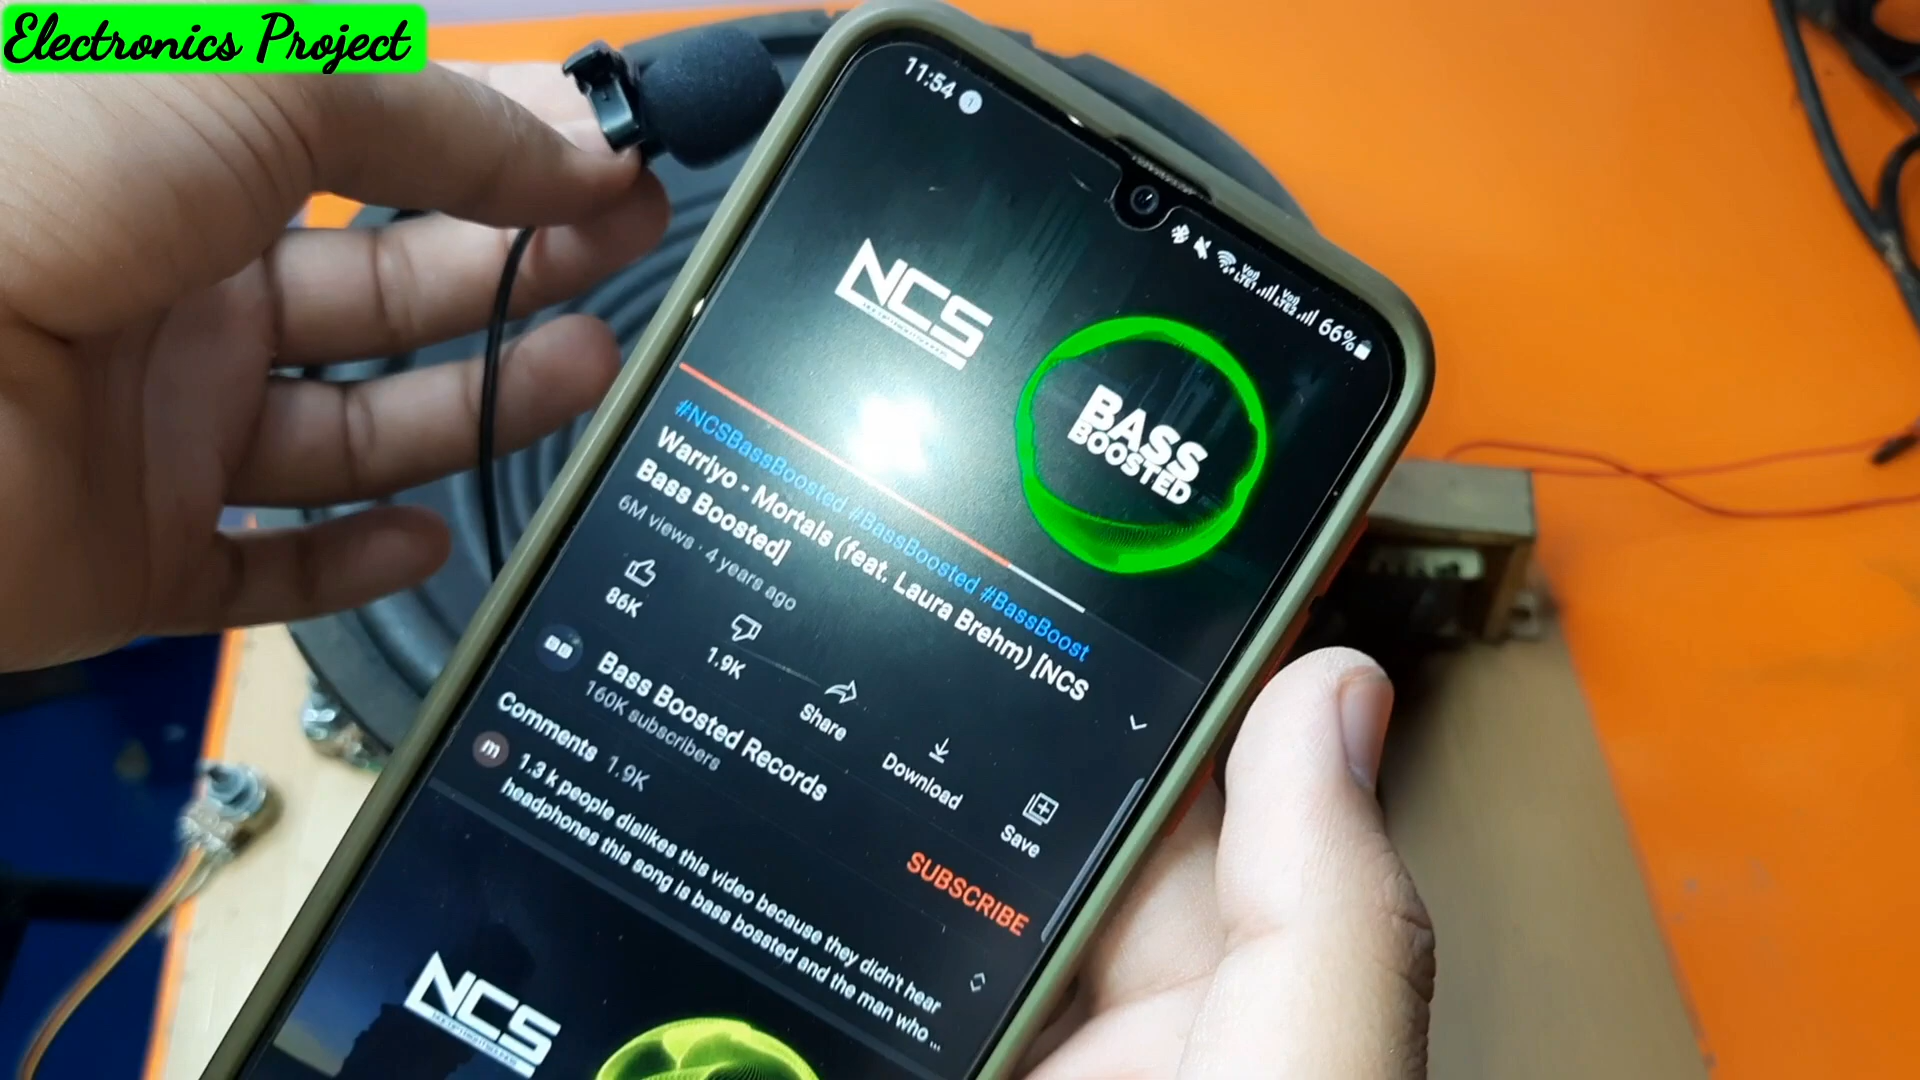 Electronics Project
11:54
66%
NCS
BASS
BOOSTED
#NCSBassBoosted #BassBoosted #BassBoost
Warriyo - Mortals (feat. Laura Brehm) [NCS
Bass Boosted]
6M views · 4 years ago
86K
1.9K
Share
Download
Save
Bass Boosted Records
160K subscribers
SUBSCRIBE
Comments 1.9K
m
1.3 k people dislikes this video because they didn't hear
headphones this song is bass bossted and the man who ...
NCS